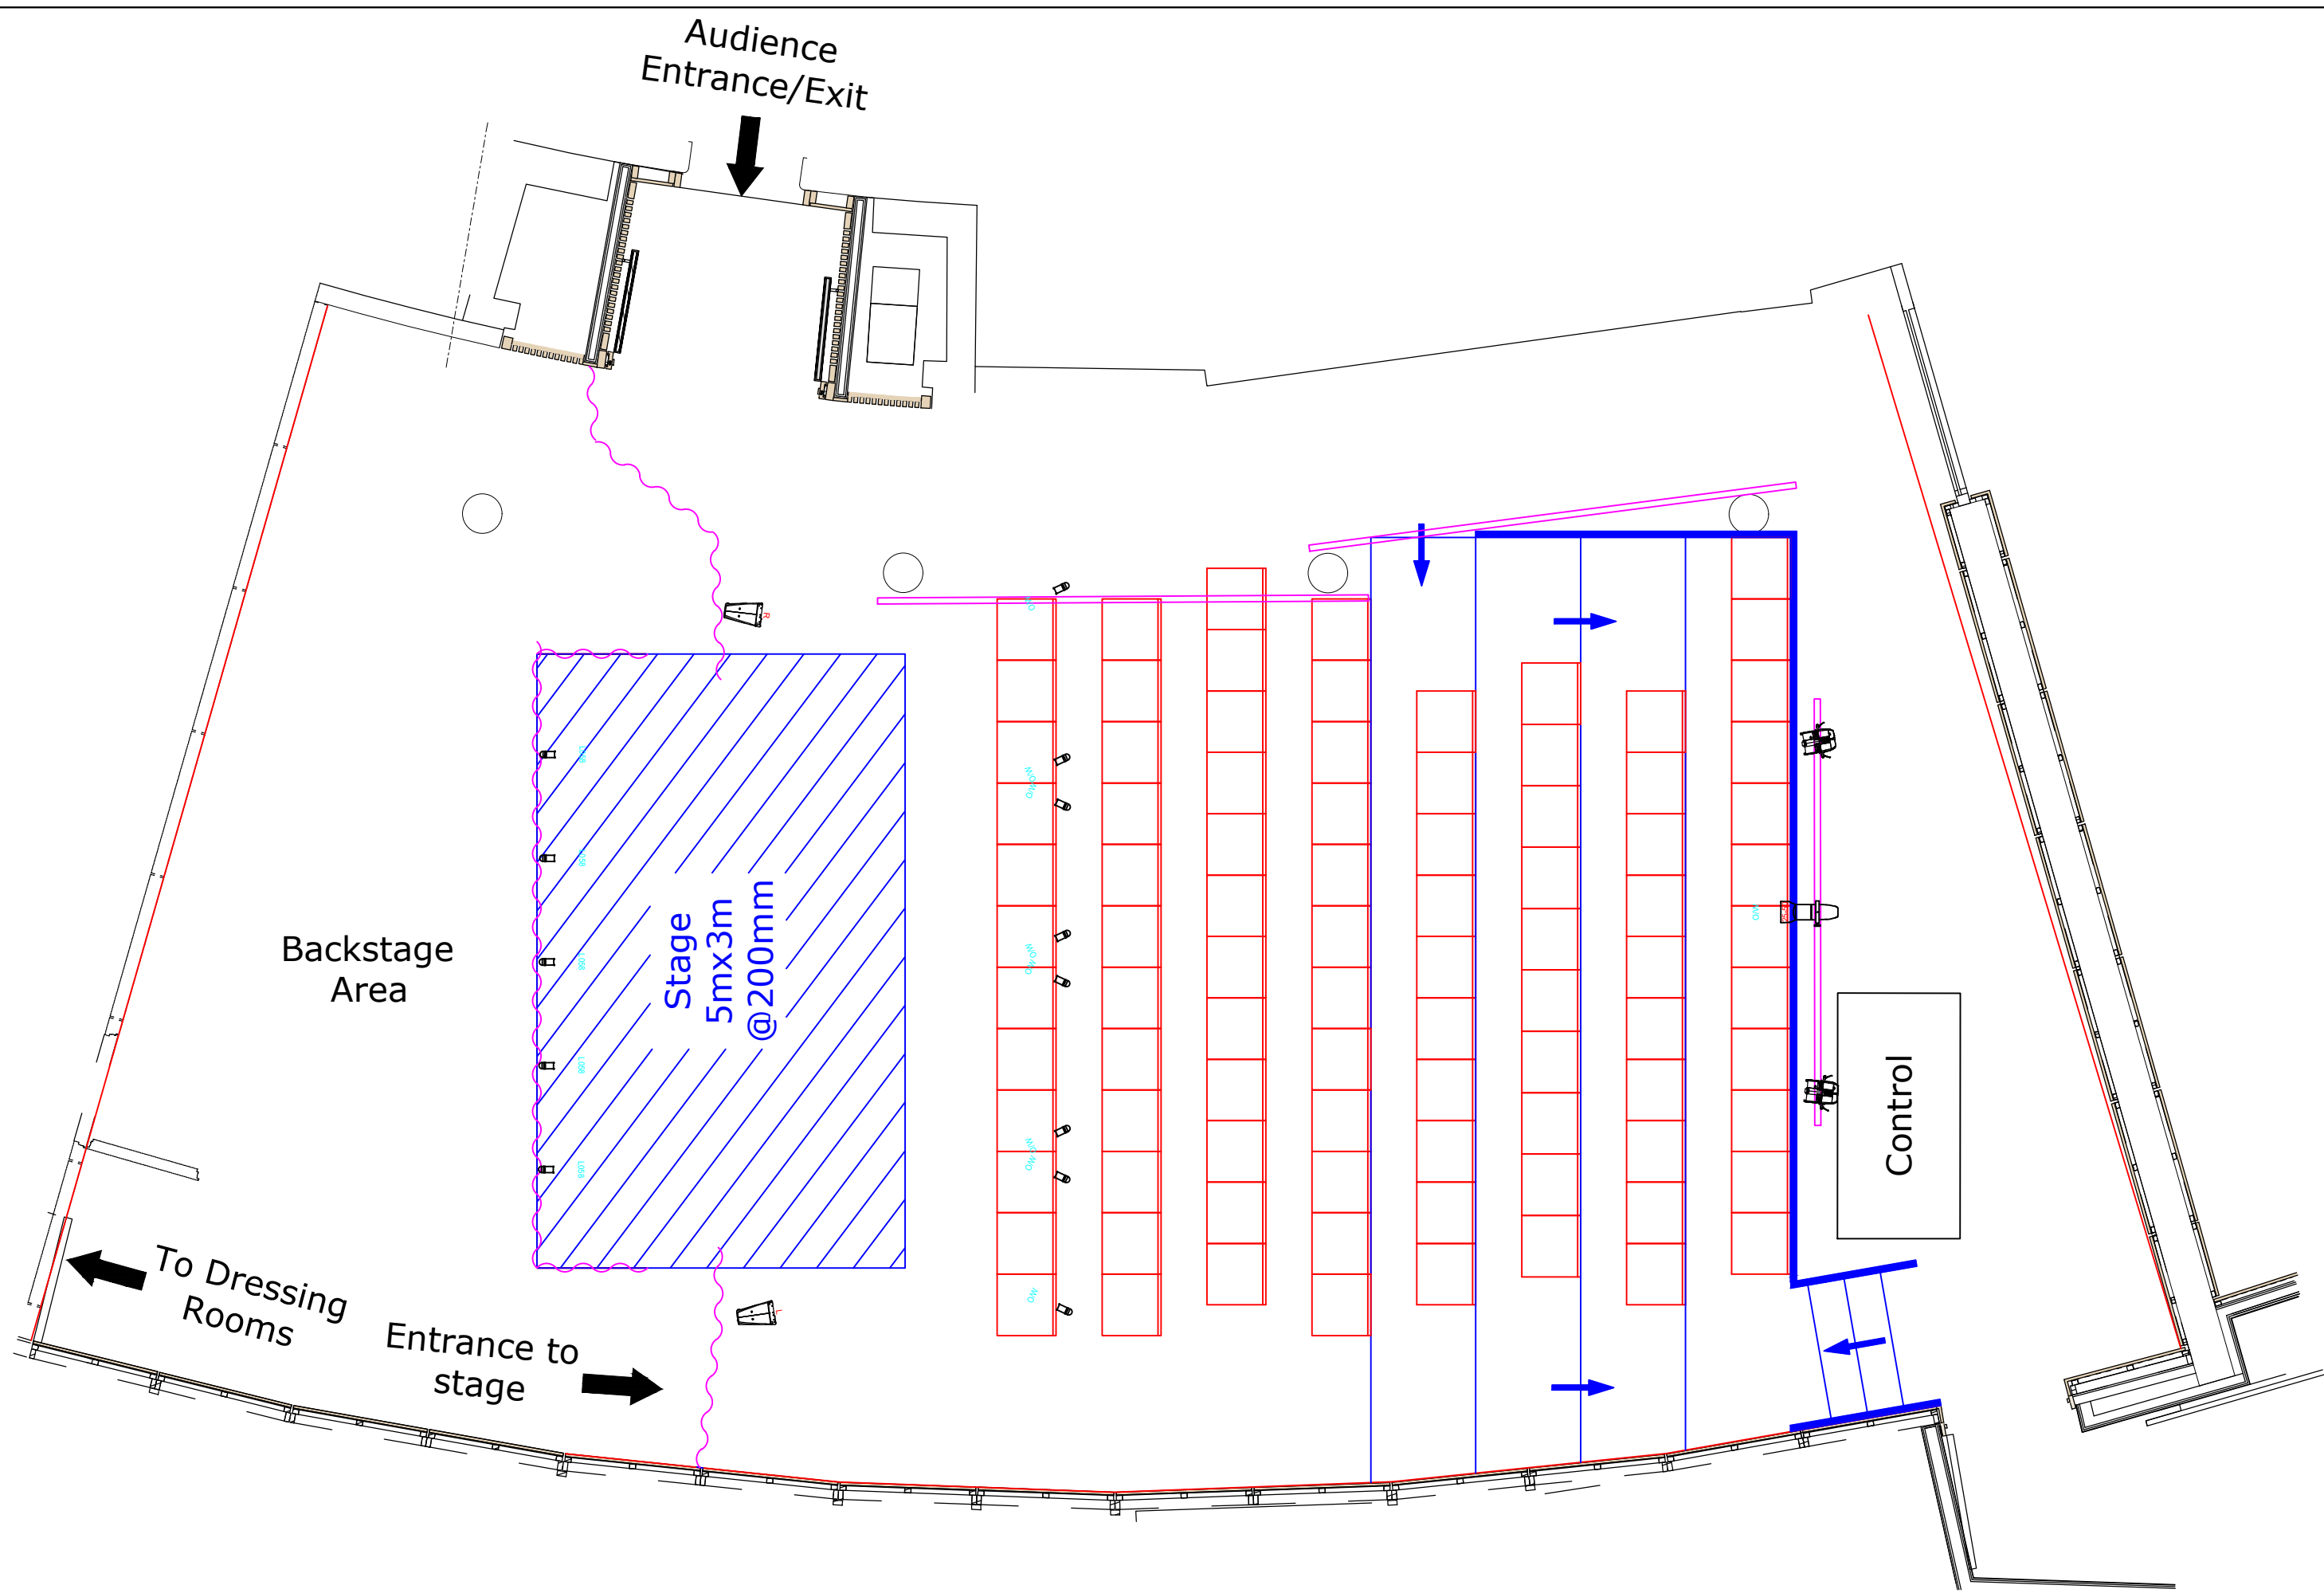 Audience
Entrance/Exit
Backstage
Area
Stage
5mx3m
@200mm
Control
To Dressing
Rooms
Entrance to
stage
R
L